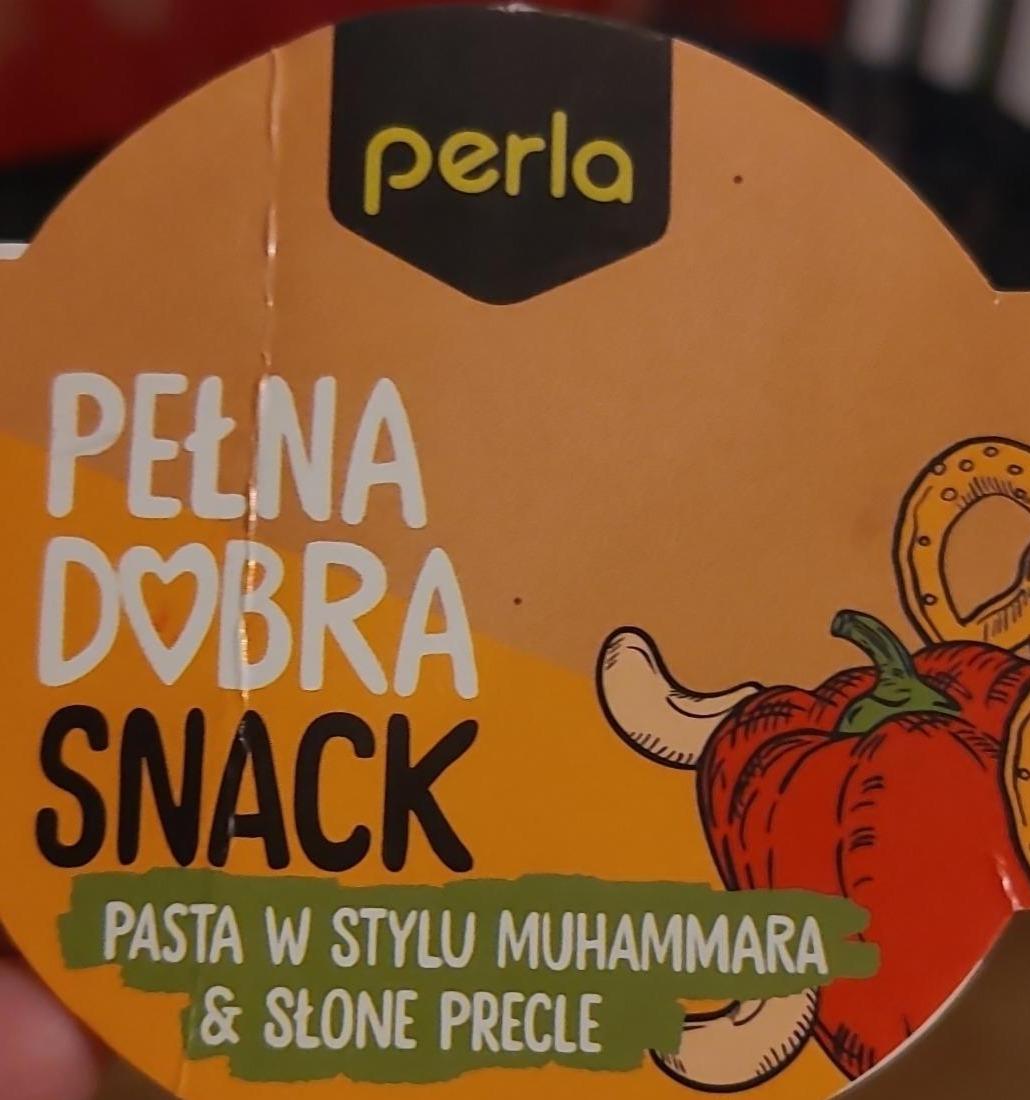 perla
PEŁNA
DOBRA
SNACK
PASTA W STYLU MUHAMMARA
& SŁONE PRECLE